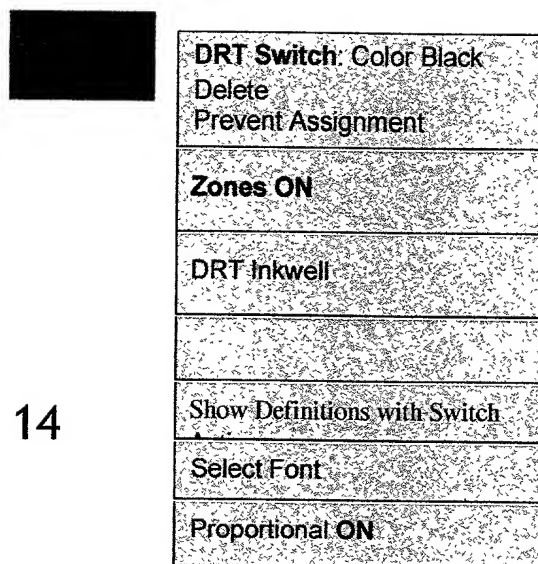 DRT Switch: Color Black
Delete
Prevent Assignment
Zones ON
DRT Inkwell
14
Show Definitions with Switch
Select Font
Proportional ON